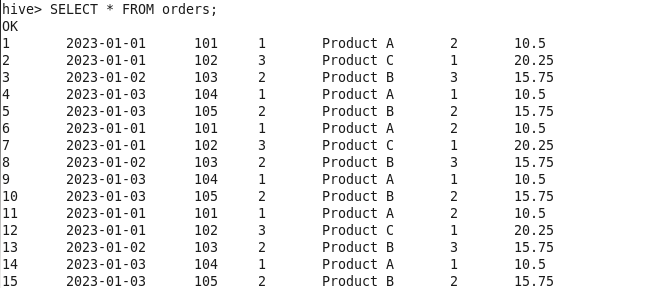 hive> SELECT * FROM orders;
OK
1 2023-01-01 101 1 Product A 2 10.5
2 2023-01-01 102 3 Product C 1 20.25
3 2023-01-02 103 2 Product B 3 15.75
4 2023-01-03 104 1 Product A 1 10.5
5 2023-01-03 105 2 Product B 2 15.75
6 2023-01-01 101 1 Product A 2 10.5
7 2023-01-01 102 3 Product C 1 20.25
8 2023-01-02 103 2 Product B 3 15.75
9 2023-01-03 104 1 Product A 1 10.5
10 2023-01-03 105 2 Product B 2 15.75
11 2023-01-01 101 1 Product A 2 10.5
12 2023-01-01 102 3 Product C 1 20.25
13 2023-01-02 103 2 Product B 3 15.75
14 2023-01-03 104 1 Product A 1 10.5
15 2023-01-03 105 2 Product B 2 15.75